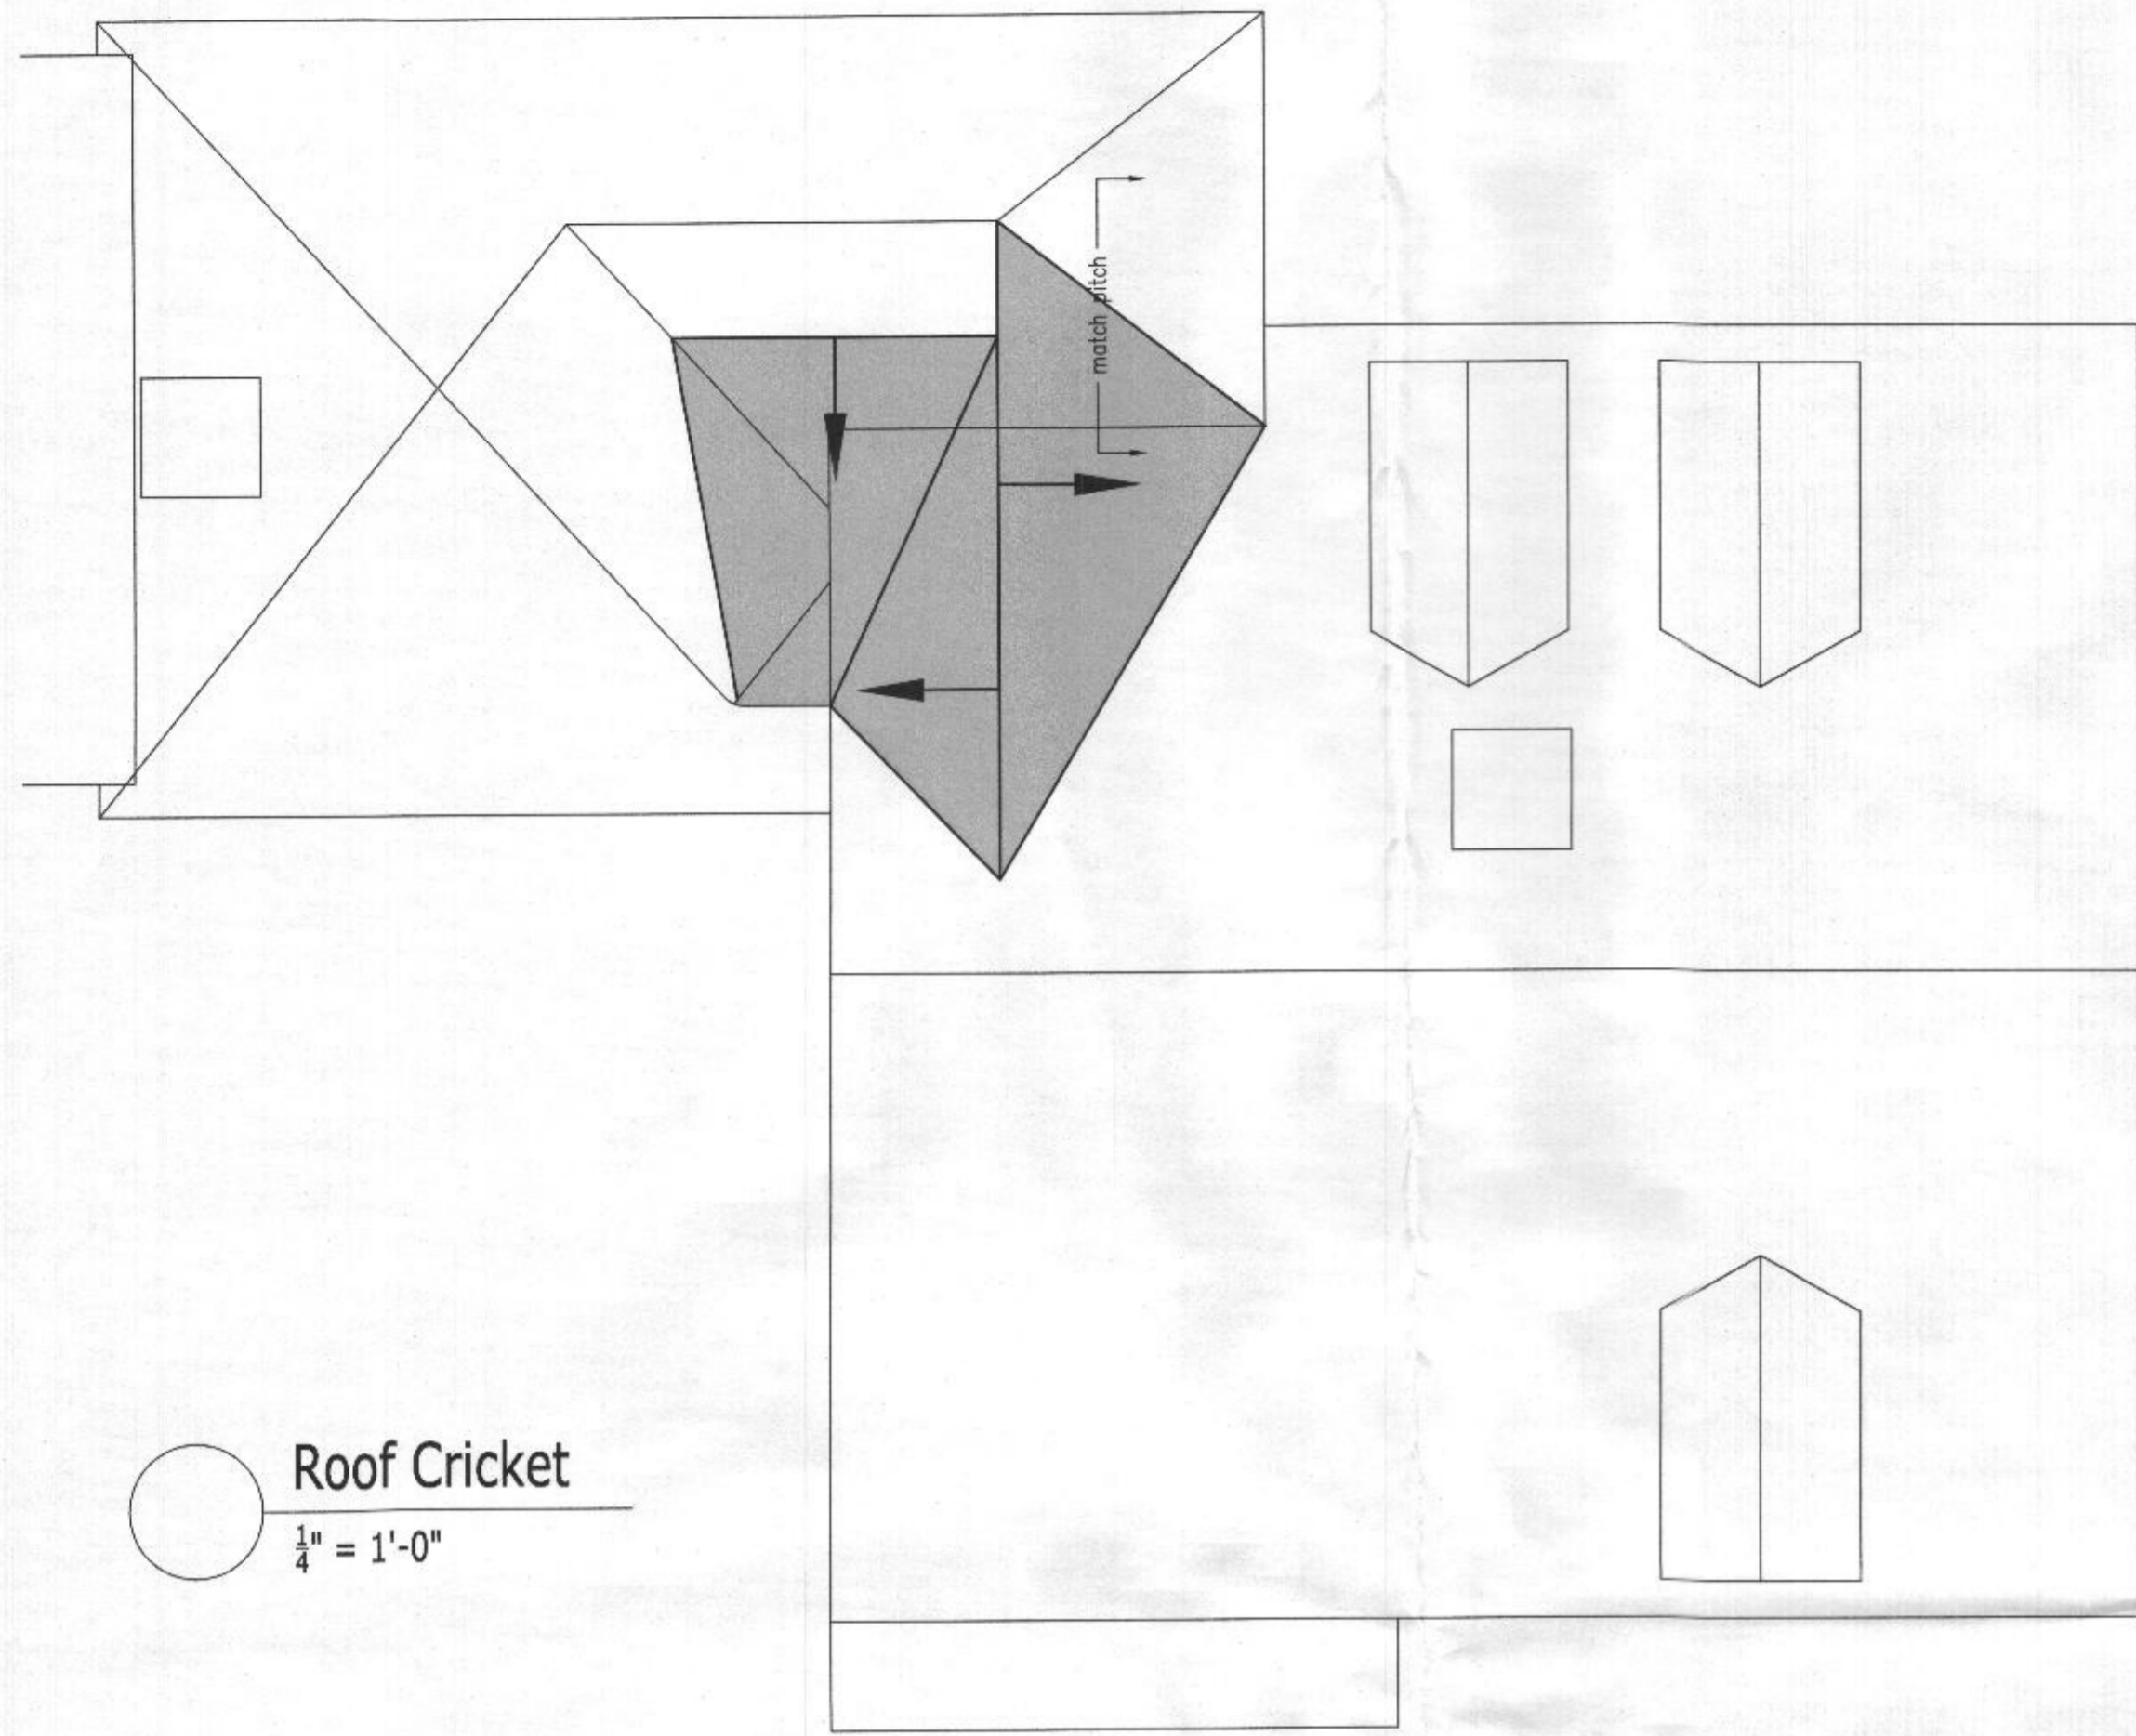 match pitch
Roof Cricket
1/4" = 1'-0"